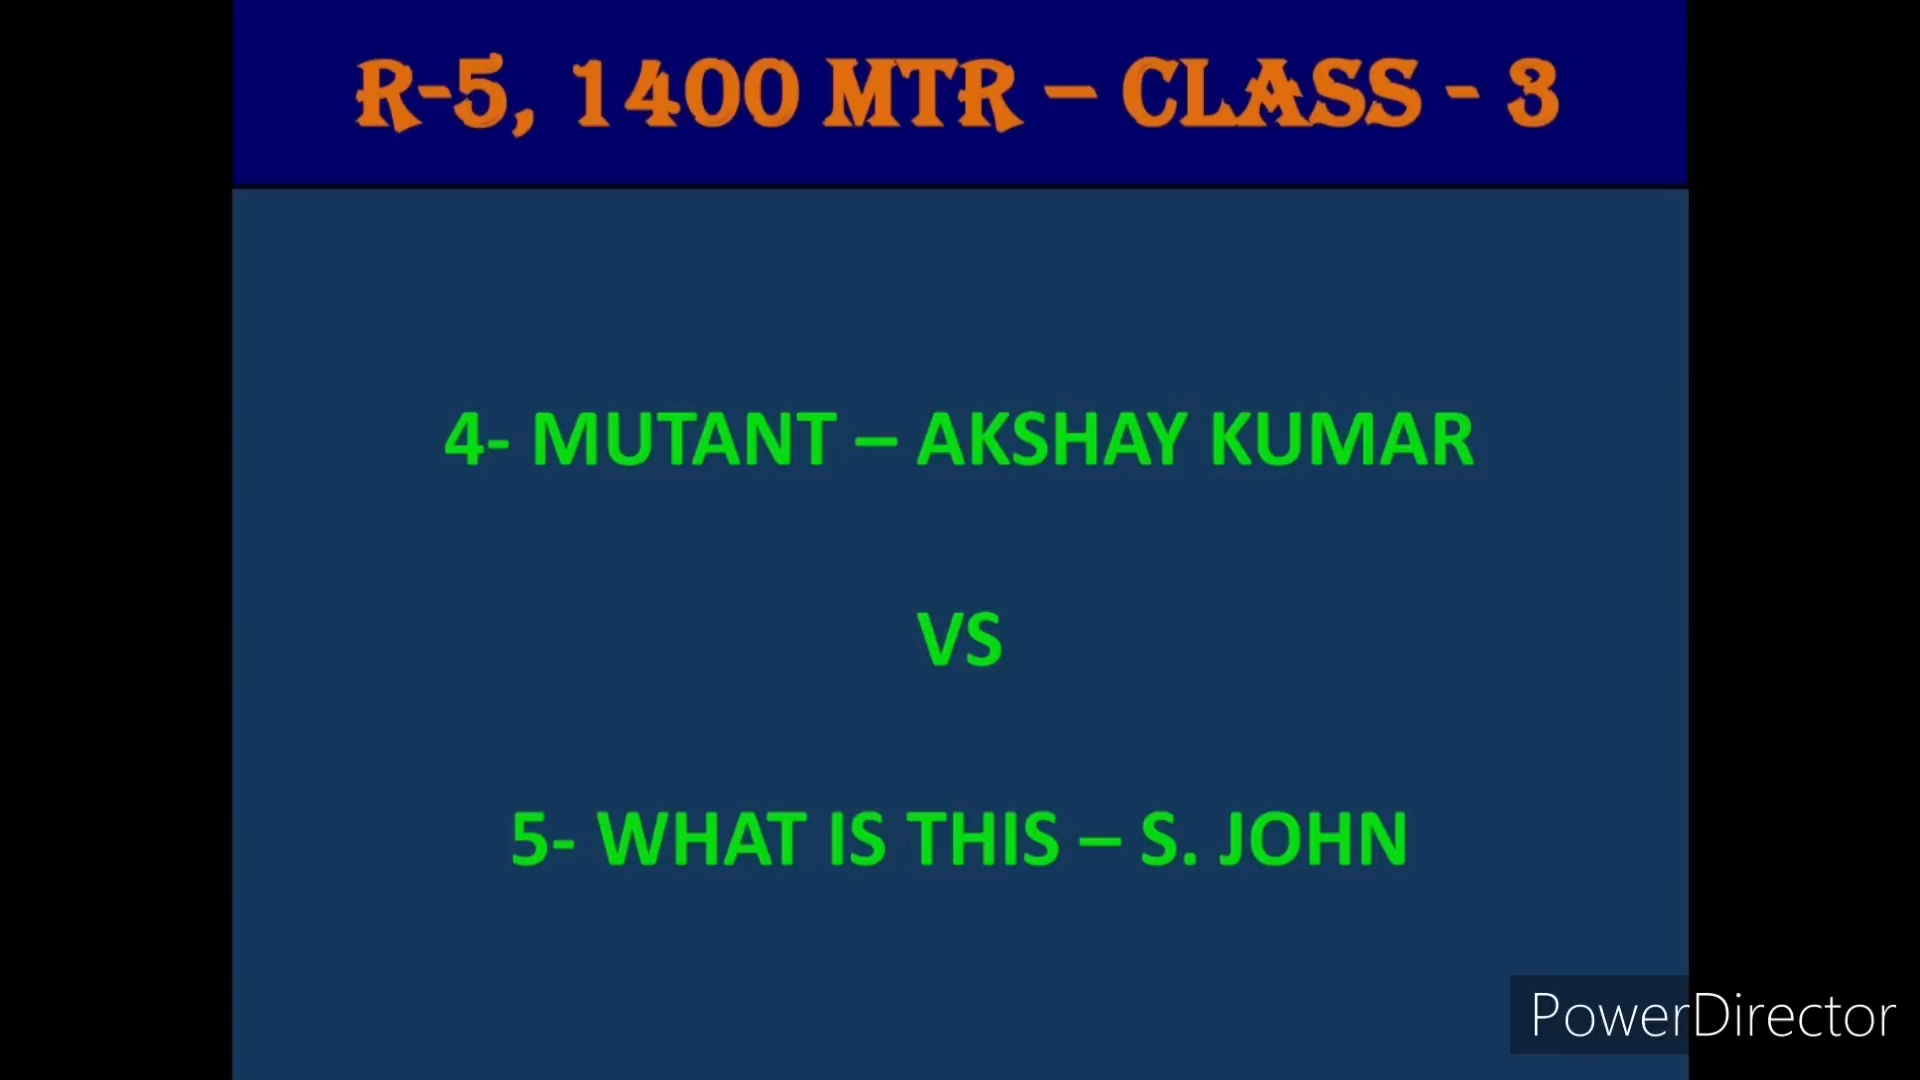 R-5, 1400 MTR – CLASS - 3
4- MUTANT – AKSHAY KUMAR
VS
5- WHAT IS THIS – S. JOHN
PowerDirector